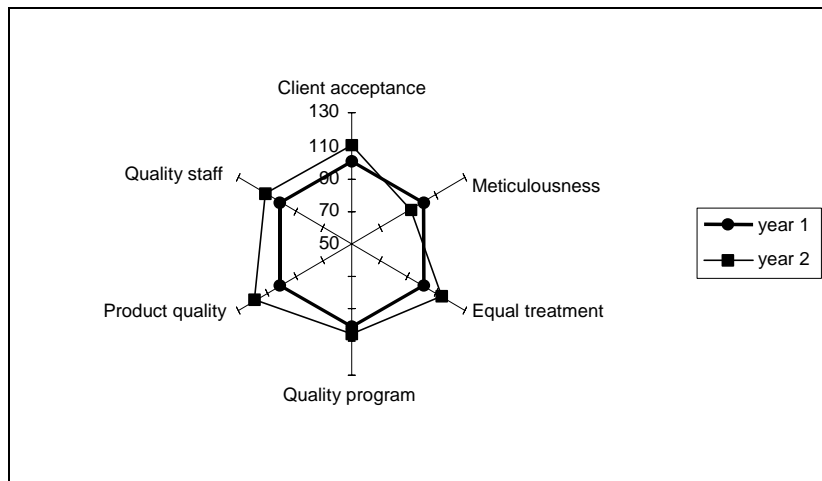 Client acceptance
130
110
Quality staff
90
Meticulousness
70
50
year 1
year 2
Product quality
Equal treatment
Quality program